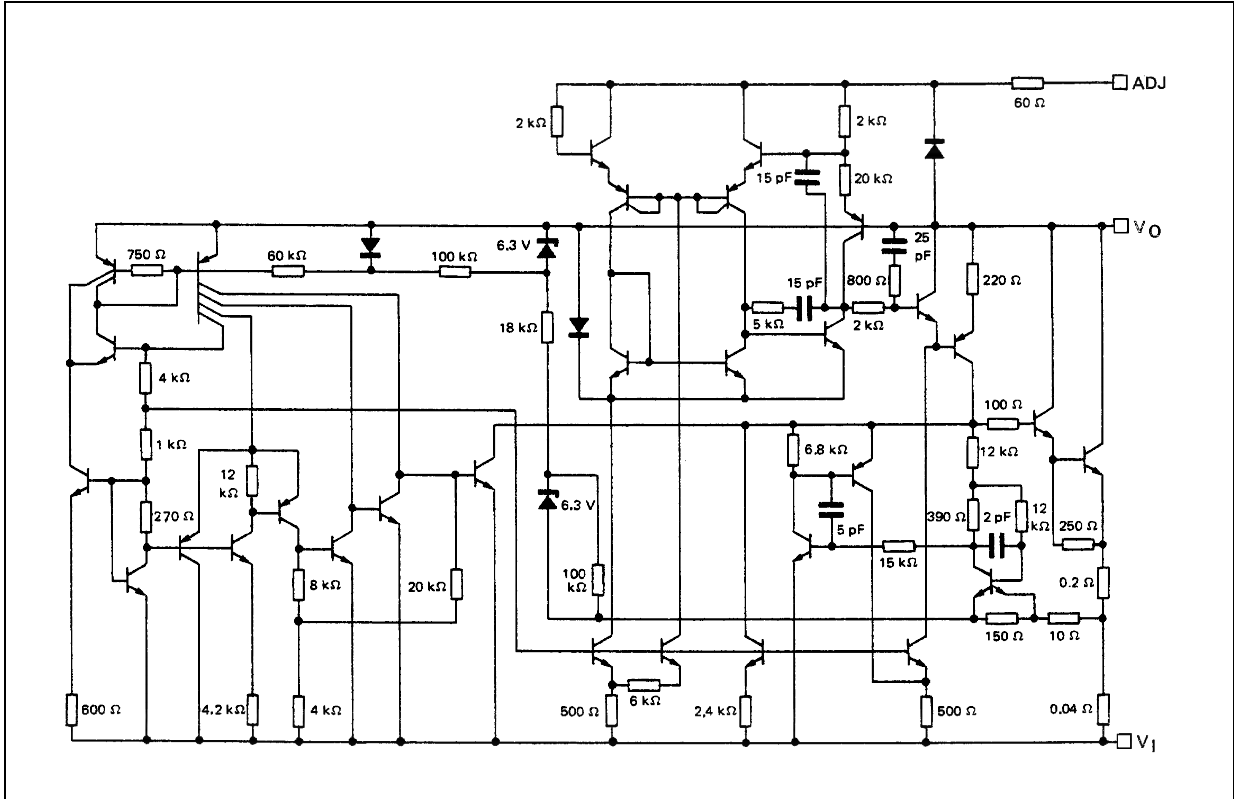 ADJ
60 Ω
2 kΩ
2 kΩ
15 pF
20 kΩ
VO
6.3 V
25 pF
750 Ω
60 kΩ
100 kΩ
15 pF
800 Ω
220 Ω
18 kΩ
5 kΩ
2 kΩ
4 kΩ
100 Ω
1 kΩ
6.8 kΩ
12 kΩ
12 kΩ
6.3 V
270 Ω
5 pF
390 Ω
2 pF
12 kΩ
250 Ω
15 kΩ
8 kΩ
20 kΩ
100 kΩ
0.2 Ω
150 Ω
10 Ω
6 kΩ
600 Ω
4.2 kΩ
4 kΩ
500 Ω
2,4 kΩ
500 Ω
0.04 Ω
VI